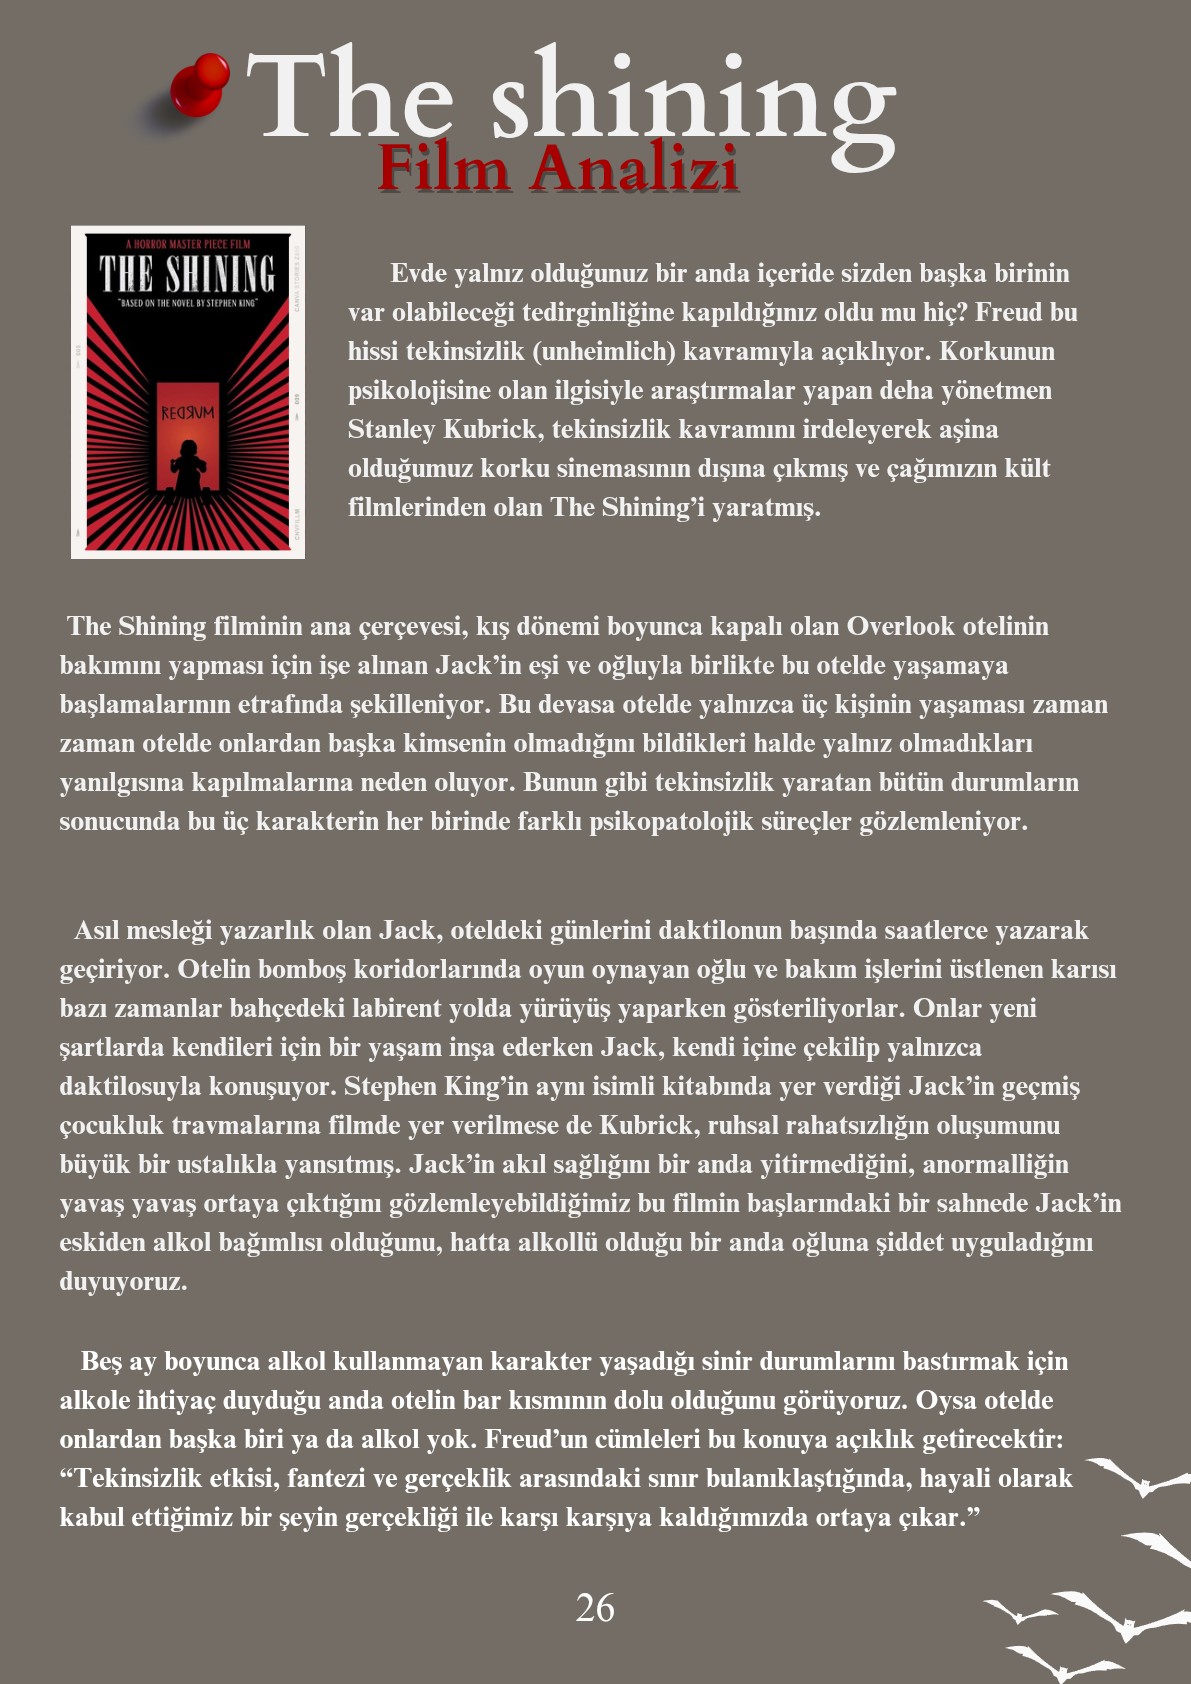 The shining
Film Analizi
A HORROR MASTER PIECE FILM
THE SHINING
"BASED ON THE NOVEL BY STEPHEN KING"
REDRUM
Evde yalnız olduğunuz bir anda içeride sizden başka birinin
var olabileceği tedirginliğine kapıldığınız oldu mu hiç? Freud bu
hissi tekinsizlik (unheimlich) kavramıyla açıklıyor. Korkunun
psikolojisine olan ilgisiyle araştırmalar yapan deha yönetmen
Stanley Kubrick, tekinsizlik kavramını irdeleyerek aşina
olduğumuz korku sinemasının dışına çıkmış ve çağımızın kült
filmlerinden olan The Shining’i yaratmış.
The Shining filminin ana çerçevesi, kış dönemi boyunca kapalı olan Overlook otelinin
bakımını yapması için işe alınan Jack’in eşi ve oğluyla birlikte bu otelde yaşamaya
başlamalarının etrafında şekilleniyor. Bu devasa otelde yalnızca üç kişinin yaşaması zaman
zaman otelde onlardan başka kimsenin olmadığını bildikleri halde yalnız olmadıkları
yanılgısına kapılmalarına neden oluyor. Bunun gibi tekinsizlik yaratan bütün durumların
sonucunda bu üç karakterin her birinde farklı psikopatolojik süreçler gözlemleniyor.
Asıl mesleği yazarlık olan Jack, oteldeki günlerini daktilonun başında saatlerce yazarak
geçiriyor. Otelin bomboş koridorlarında oyun oynayan oğlu ve bakım işlerini üstlenen karısı
bazı zamanlar bahçedeki labirent yolda yürüyüş yaparken gösteriliyorlar. Onlar yeni
şartlarda kendileri için bir yaşam inşa ederken Jack, kendi içine çekilip yalnızca
daktilosuyla konuşuyor. Stephen King’in aynı isimli kitabında yer verdiği Jack’in geçmiş
çocukluk travmalarına filmde yer verilmese de Kubrick, ruhsal rahatsızlığın oluşumunu
büyük bir ustalıkla yansıtmış. Jack’in akıl sağlığını bir anda yitirmediğini, anormalliğin
yavaş yavaş ortaya çıktığını gözlemleyebildiğimiz bu filmin başlarındaki bir sahnede Jack’in
eskiden alkol bağımlısı olduğunu, hatta alkollü olduğu bir anda oğluna şiddet uyguladığını
duyuyoruz.
Beş ay boyunca alkol kullanmayan karakter yaşadığı sinir durumlarını bastırmak için
alkole ihtiyaç duyduğu anda otelin bar kısmının dolu olduğunu görüyoruz. Oysa otelde
onlardan başka biri ya da alkol yok. Freud’un cümleleri bu konuya açıklık getirecektir:
“Tekinsizlik etkisi, fantezi ve gerçeklik arasındaki sınır bulanıklaştığında, hayali olarak
kabul ettiğimiz bir şeyin gerçekliği ile karşı karşıya kaldığımızda ortaya çıkar.”
26